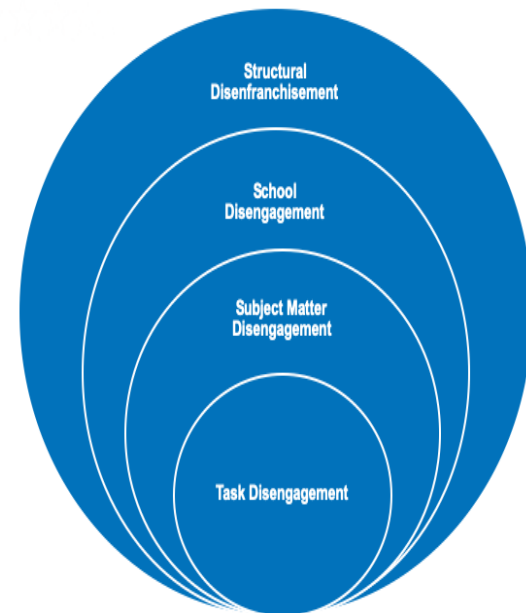 Structural
Disenfranchisement
School
Disengagement
Subject Matter
Disengagement
Task Disengagement